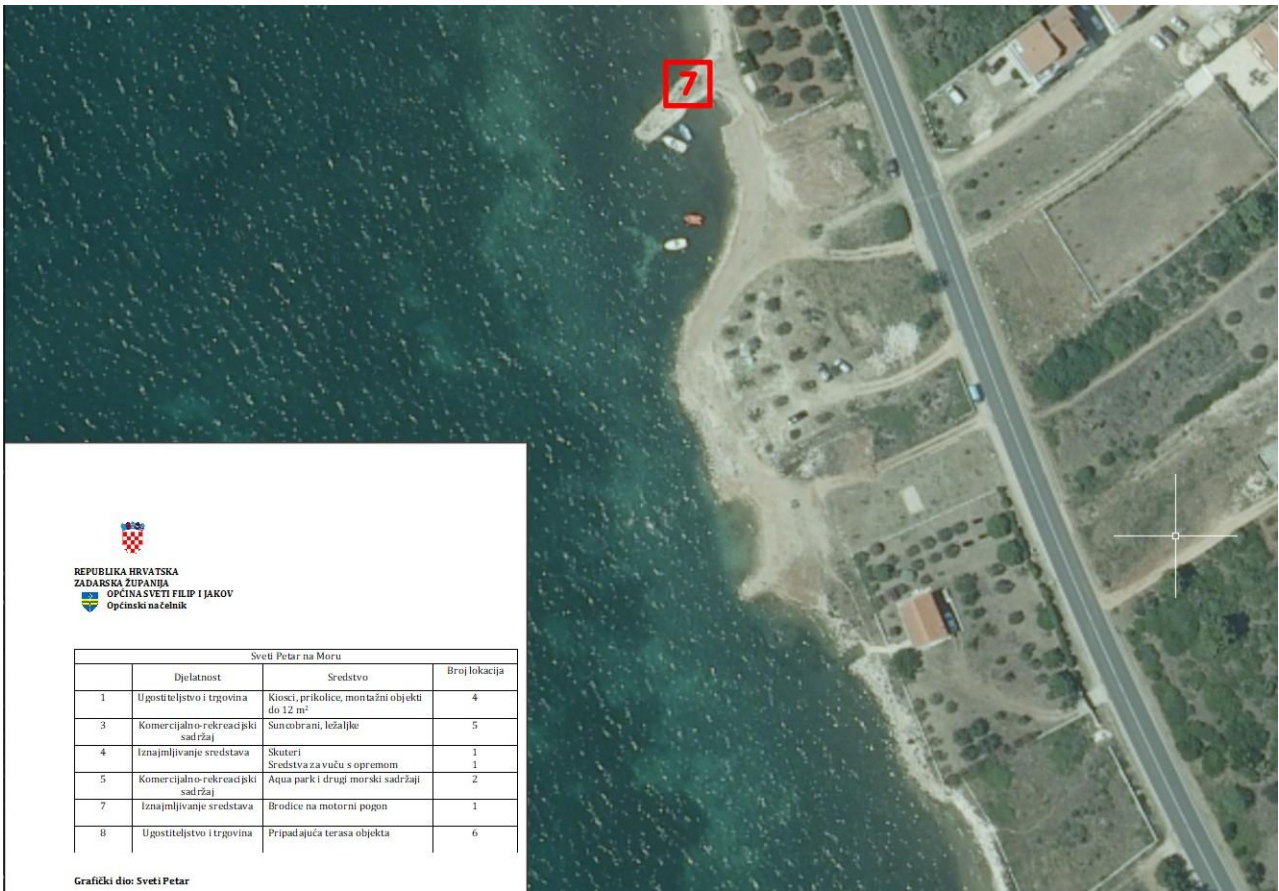 7
REPUBLIKA HRVATSKA
ZADARSKA ŽUPANIJA
OPĆINA SVETI FILIP I JAKOV
Općinski načelnik
Sveti Petar na Moru
Djelatnost Sredstvo Broj lokacija
1 Ugostiteljstvo i trgovina Kiosci, prikolice, montažni objekti 4
do 12 m²
3 Komercijalno-rekreacijski Suncobrani, ležaljke 5
sadržaj
4 Iznajmljivanje sredstava Skuteri 1
Sredstva za vuču s opremom 1
5 Komercijalno-rekreacijski Aqua park i drugi morski sadržaji 2
sadržaj
7 Iznajmljivanje sredstava Brodice na motorni pogon 1
8 Ugostiteljstvo i trgovina Pripadajuća terasa objekta 6
Grafički dio: Sveti Petar